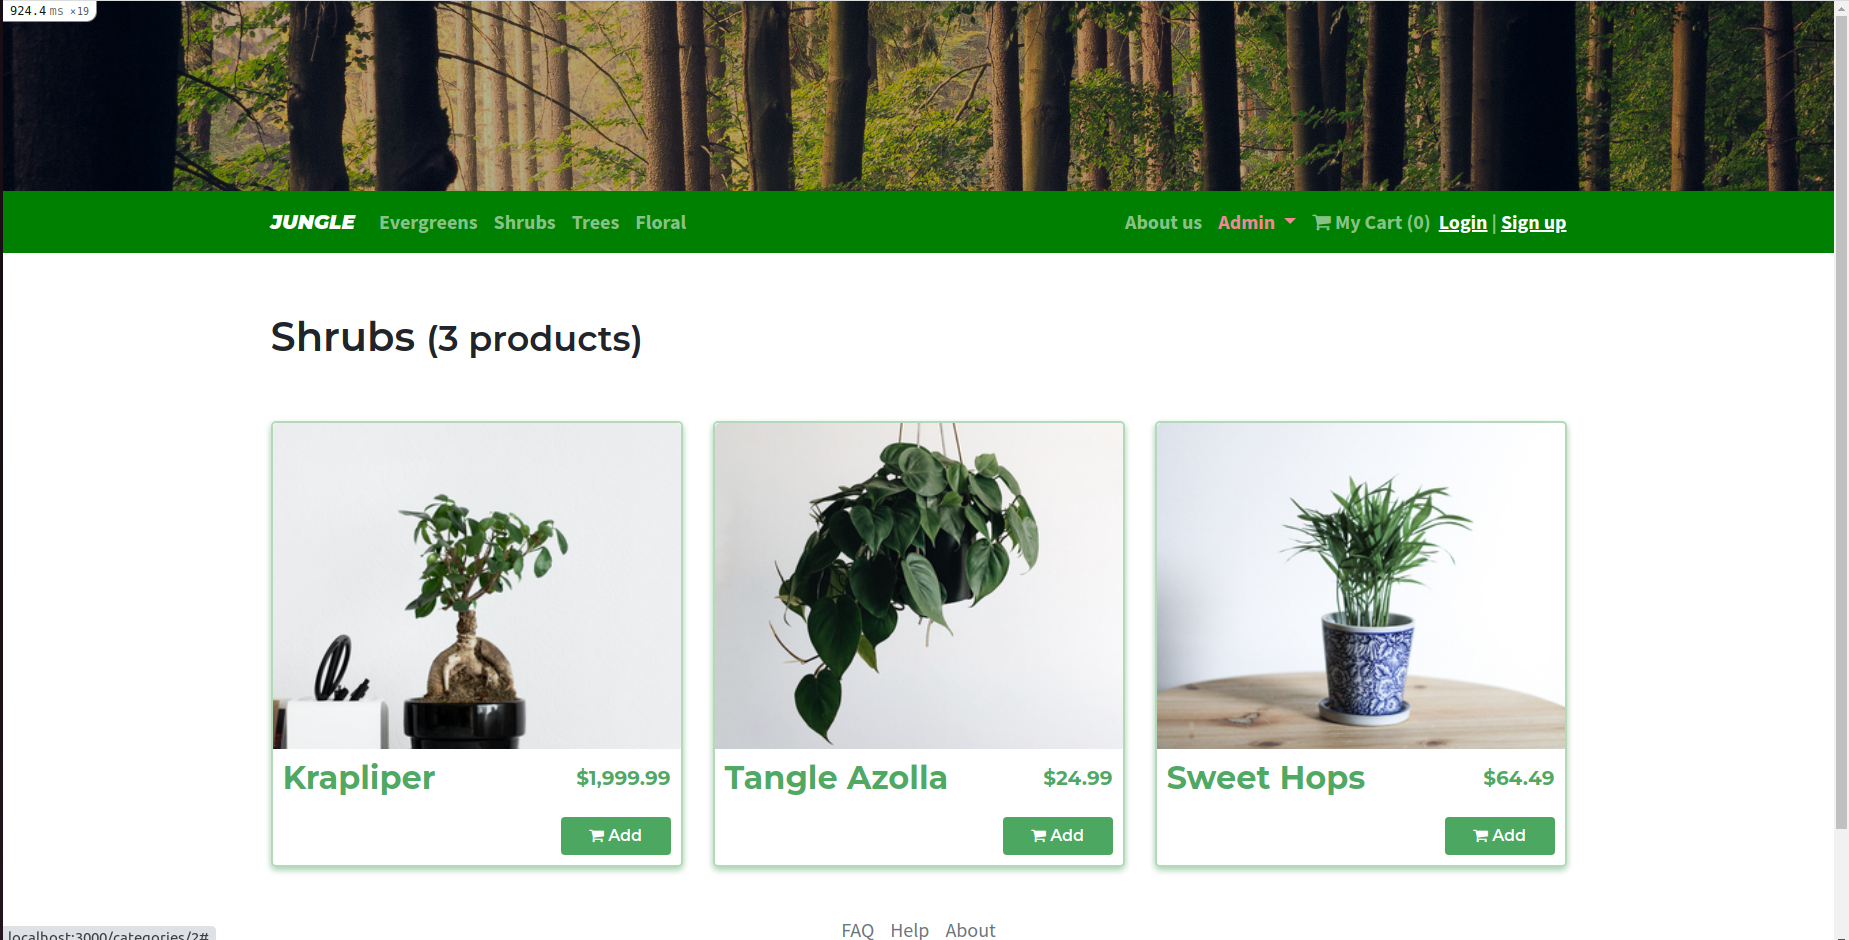 924.4 ms ×19
JUNGLE Evergreens Shrubs Trees Floral About us Admin My Cart (0) Login | Sign up
Shrubs (3 products)
Krapliper $1,999.99 Tangle Azolla $24.99 Sweet Hops $64.49
Add Add Add
FAQ Help About
localhost:3000/categories/2#